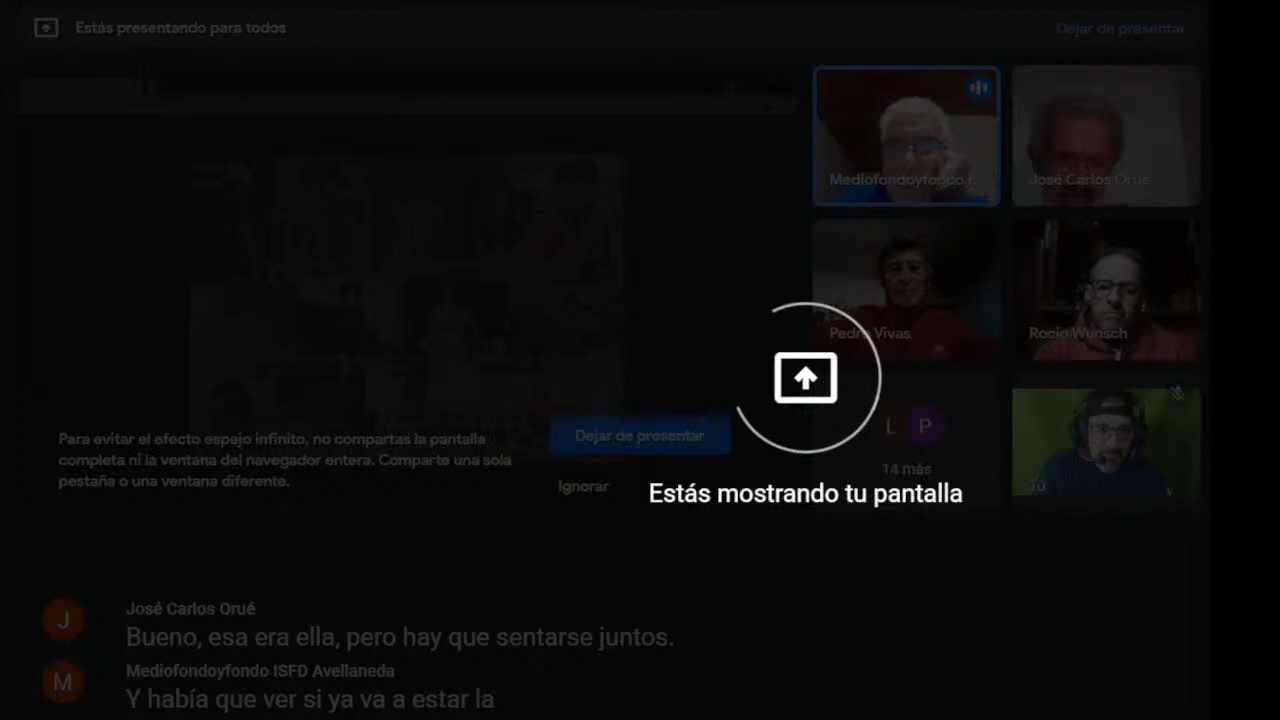 Estás presentando para todos
Dejar de presentar
José Carlos Orué
Pedro Vivas
Rocio Wunsch
Para evitar el efecto espejo infinito, no compartas la pantalla
completa ni la ventana del navegador entera. Comparte una sola
pestaña o una ventana diferente.
Dejar de presentar
Ignorar
L P
14 más
Tú
Estás mostrando tu pantalla
J
José Carlos Orué
Bueno, esa era ella, pero hay que sentarse juntos.
M
Mediofondoyfondo ISFD Avellaneda
Y había que ver si ya va a estar la